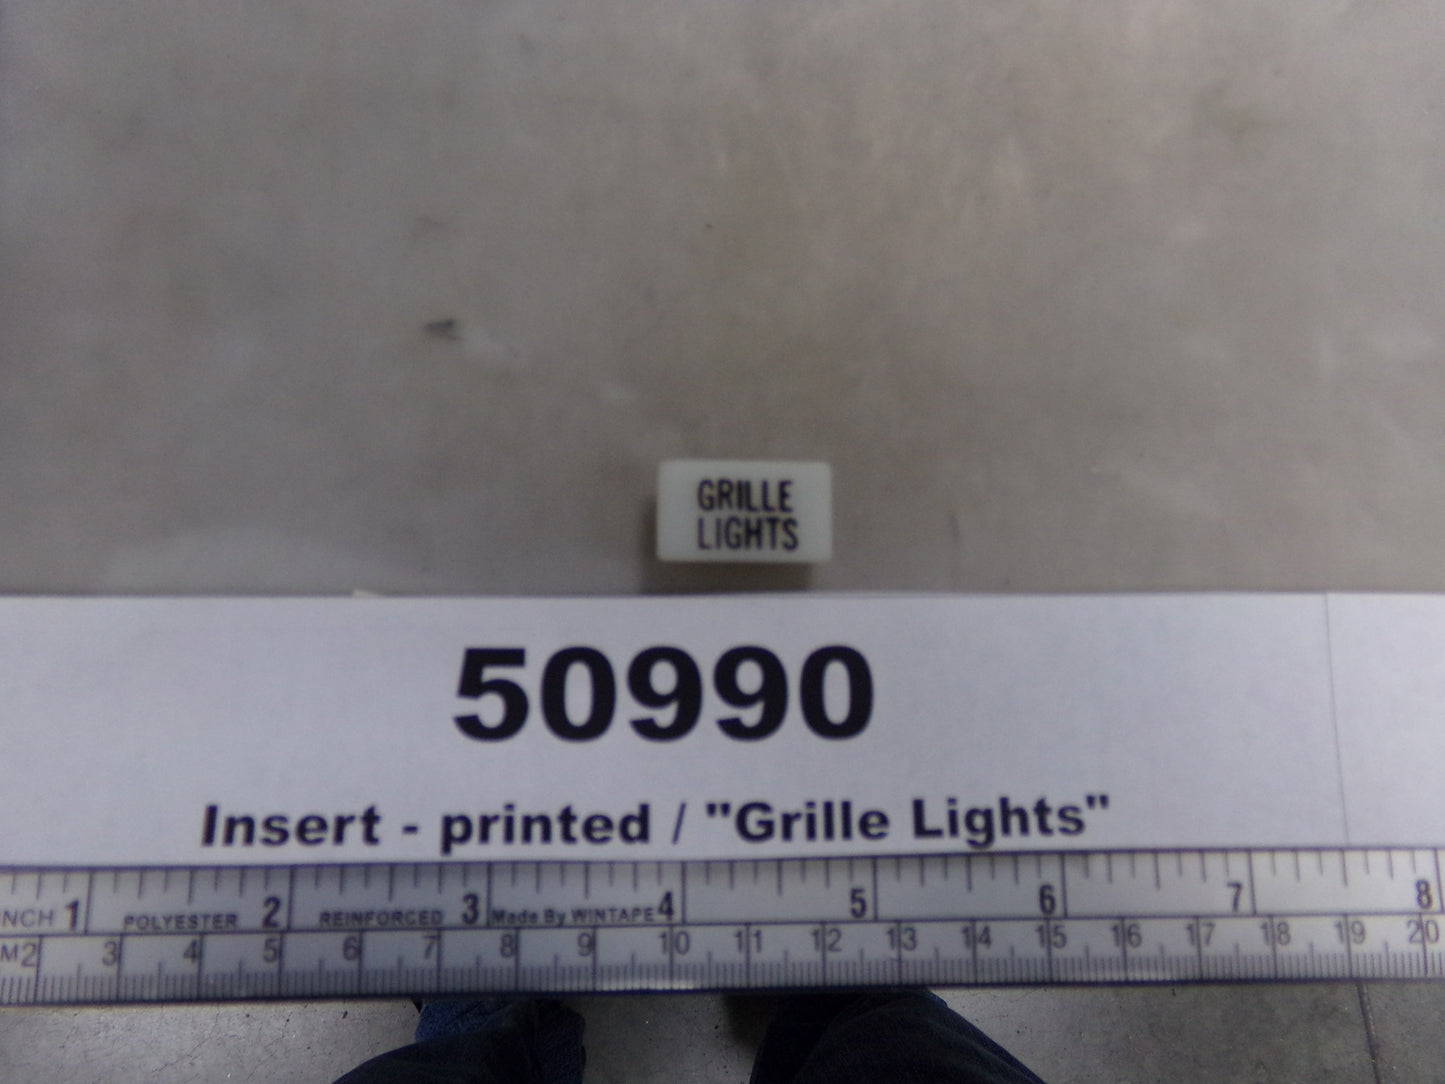 GRILLE
LIGHTS
50990
Insert - printed / "Grille Lights"
NCH 1 POLYESTER 2 REINFORCED 3 Made By WINTAPE 4 5 6 7 8
M2 3 4 5 6 7 8 9 10 11 12 13 14 15 16 17 18 19 20